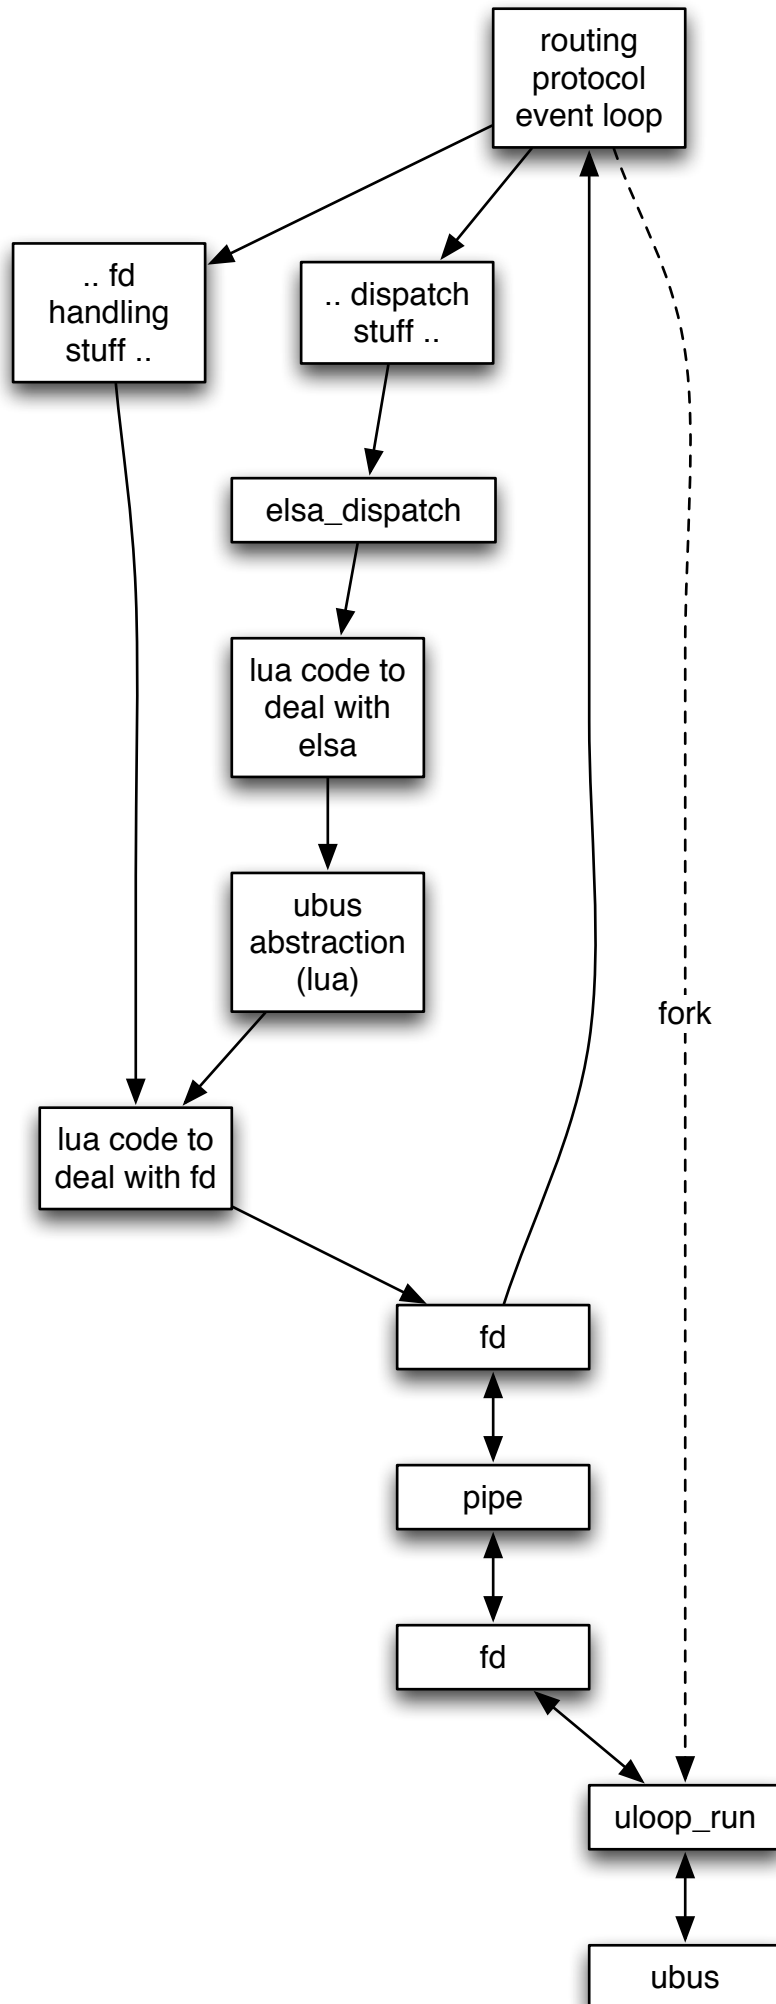 routing
protocol
event loop
.. fd
handling
stuff ..
.. dispatch
stuff ..
elsa_dispatch
lua code to
deal with
elsa
ubus
abstraction
(lua)
fork
lua code to
deal with fd
fd
pipe
fd
uloop_run
ubus